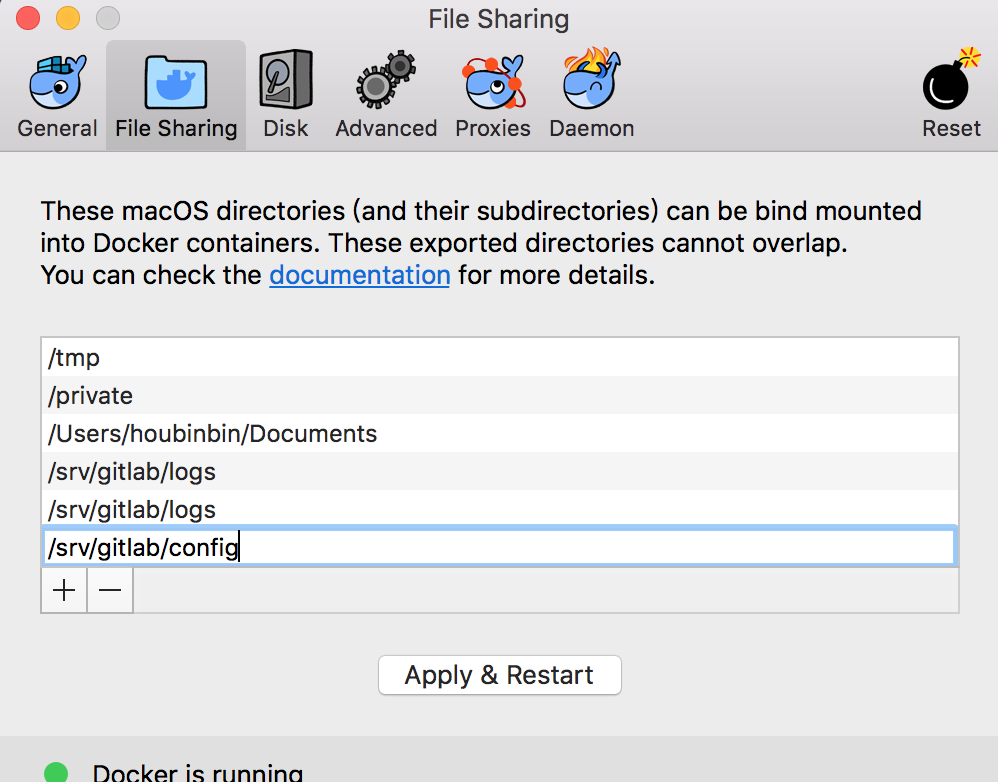 File Sharing
General File Sharing Disk Advanced Proxies Daemon Reset
These macOS directories (and their subdirectories) can be bind mounted
into Docker containers. These exported directories cannot overlap.
You can check the documentation for more details.
/tmp
/private
/Users/houbinbin/Documents
/srv/gitlab/logs
/srv/gitlab/logs
/srv/gitlab/config
Apply & Restart
Docker is running